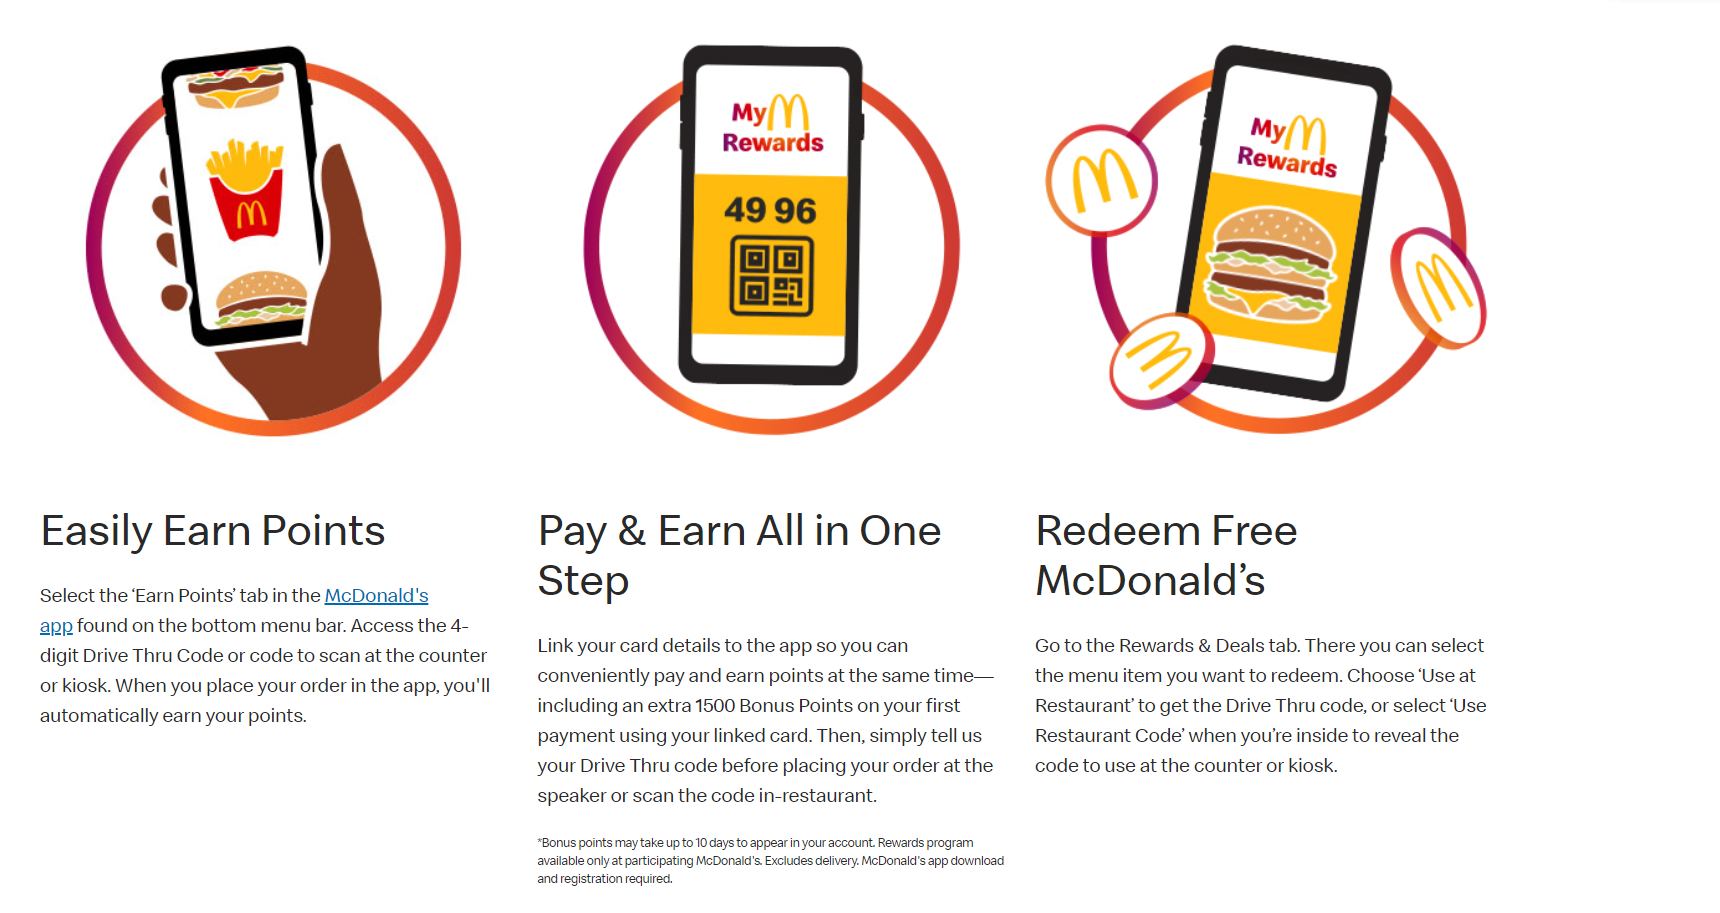 My
Rewards
49 96
My
Rewards
Easily Earn Points
Select the ‘Earn Points’ tab in the McDonald's
app found on the bottom menu bar. Access the 4-
digit Drive Thru Code or code to scan at the counter
or kiosk. When you place your order in the app, you'll
automatically earn your points.
Pay & Earn All in One
Step
Link your card details to the app so you can
conveniently pay and earn points at the same time—
including an extra 1500 Bonus Points on your first
payment using your linked card. Then, simply tell us
your Drive Thru code before placing your order at the
speaker or scan the code in-restaurant.
*Bonus points may take up to 10 days to appear in your account. Rewards program
available only at participating McDonald's. Excludes delivery. McDonald's app download
and registration required.
Redeem Free
McDonald’s
Go to the Rewards & Deals tab. There you can select
the menu item you want to redeem. Choose ‘Use at
Restaurant’ to get the Drive Thru code, or select ‘Use
Restaurant Code’ when you’re inside to reveal the
code to use at the counter or kiosk.